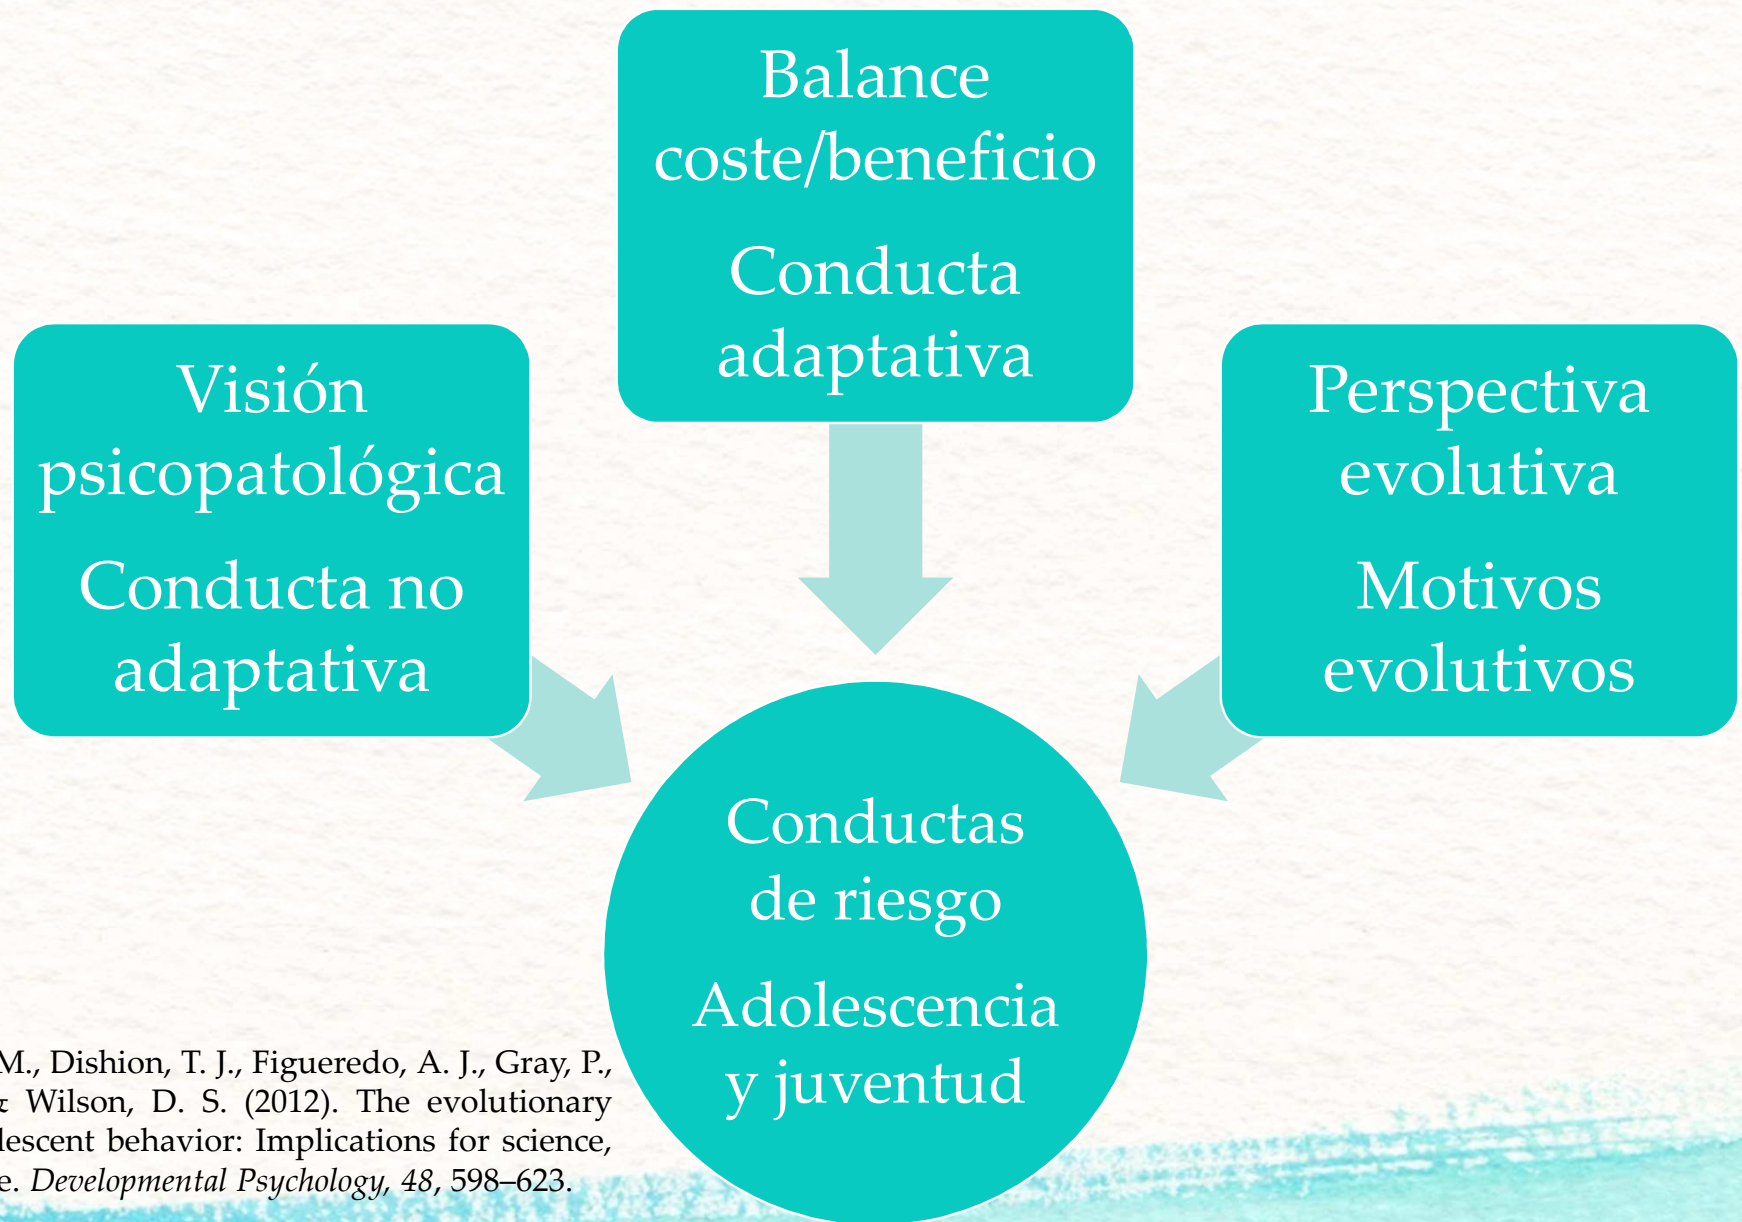 Balance
coste/beneficio
Conducta
adaptativa
Visión
psicopatológica
Conducta no
adaptativa
Perspectiva
evolutiva
Motivos
evolutivos
Conductas
de riesgo
Adolescencia
y juventud
M., Dishion, T. J., Figueredo, A. J., Gray, P.,
Wilson, D. S. (2012). The evolutionary
behavior: Implications for science,
Developmental Psychology, 48, 598–623.